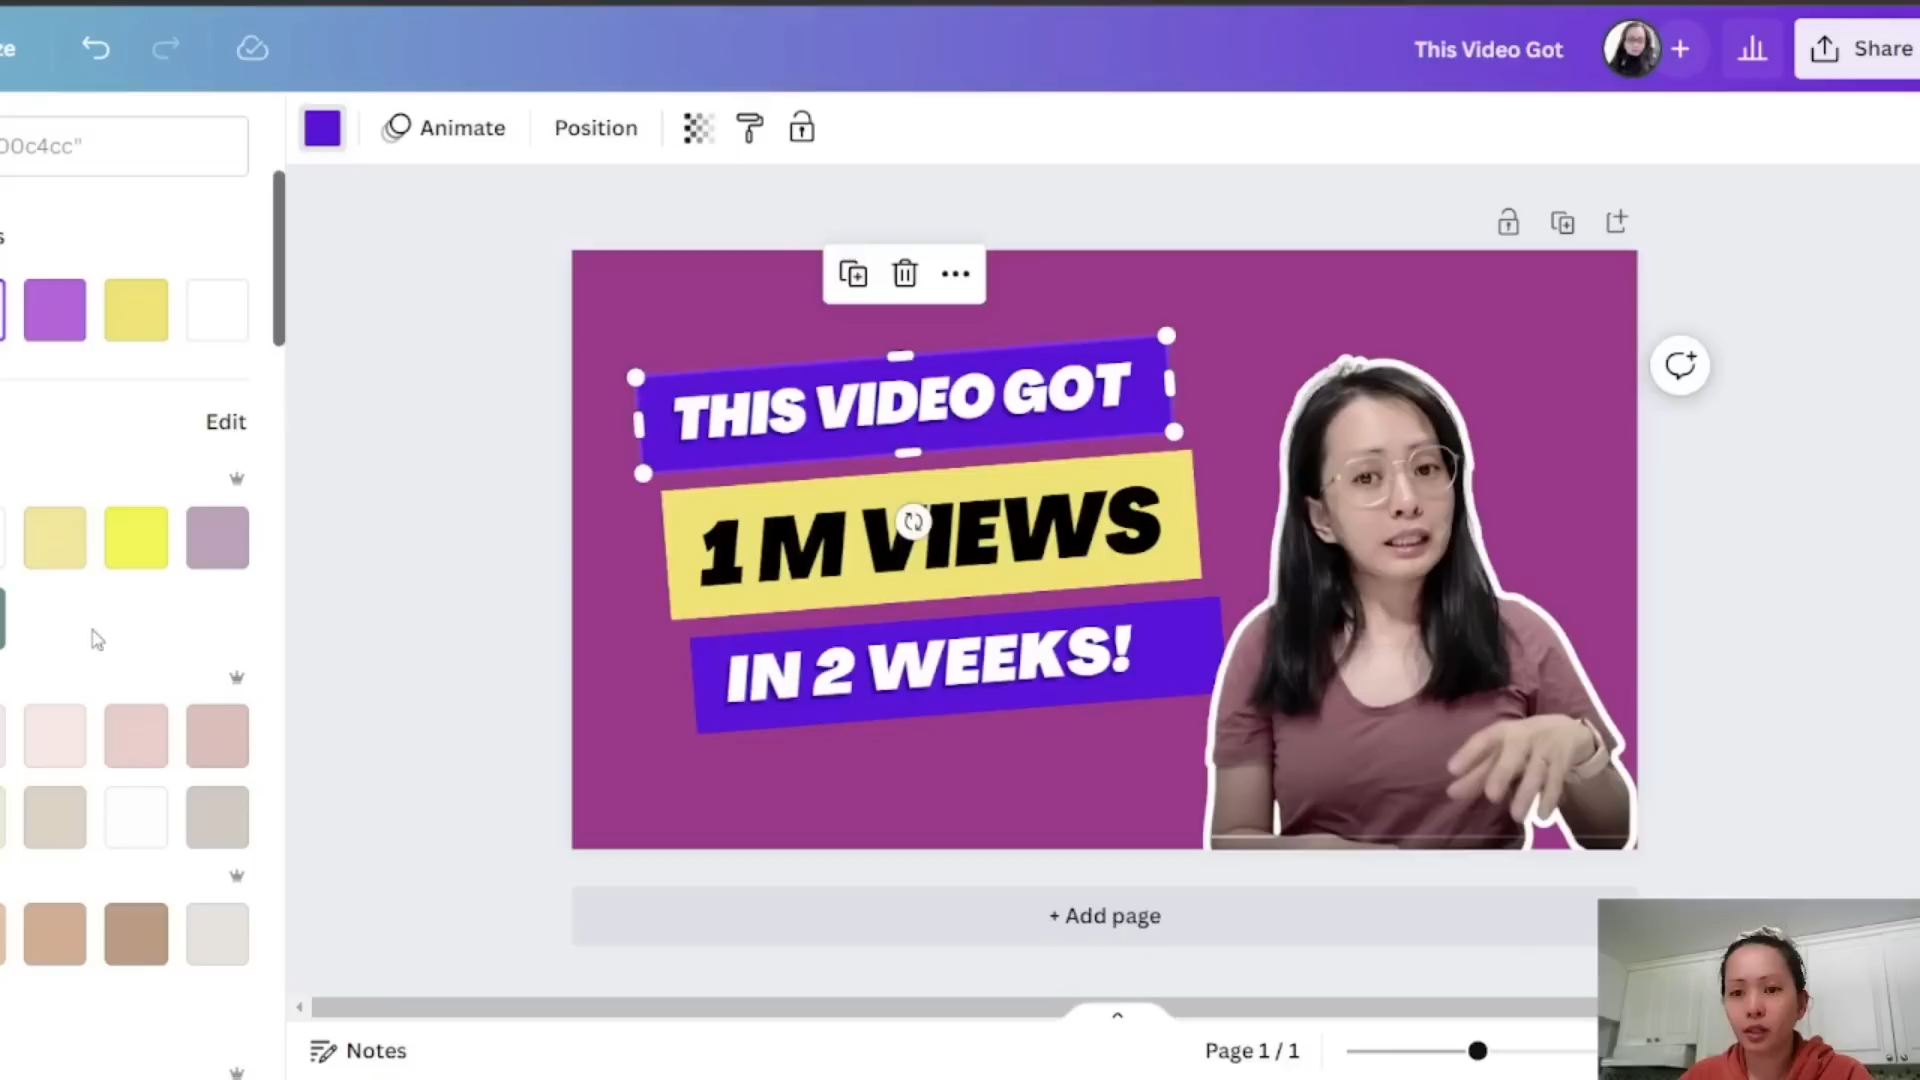 ze
This Video Got
Share
Animate
Position
00c4cc"
s
Edit
THIS VIDEO GOT
1 M VIEWS
IN 2 WEEKS!
+ Add page
Notes
Page 1 / 1